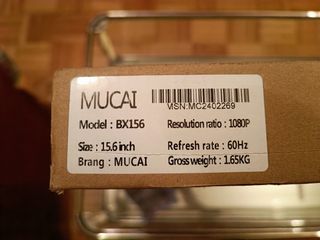 MUCAI
MSN:MC2402269
Model : BX156
Resolution ratio : 1080P
Size : 15.6 inch
Refresh rate : 60Hz
Brang : MUCAI
Gross weight : 1.65KG